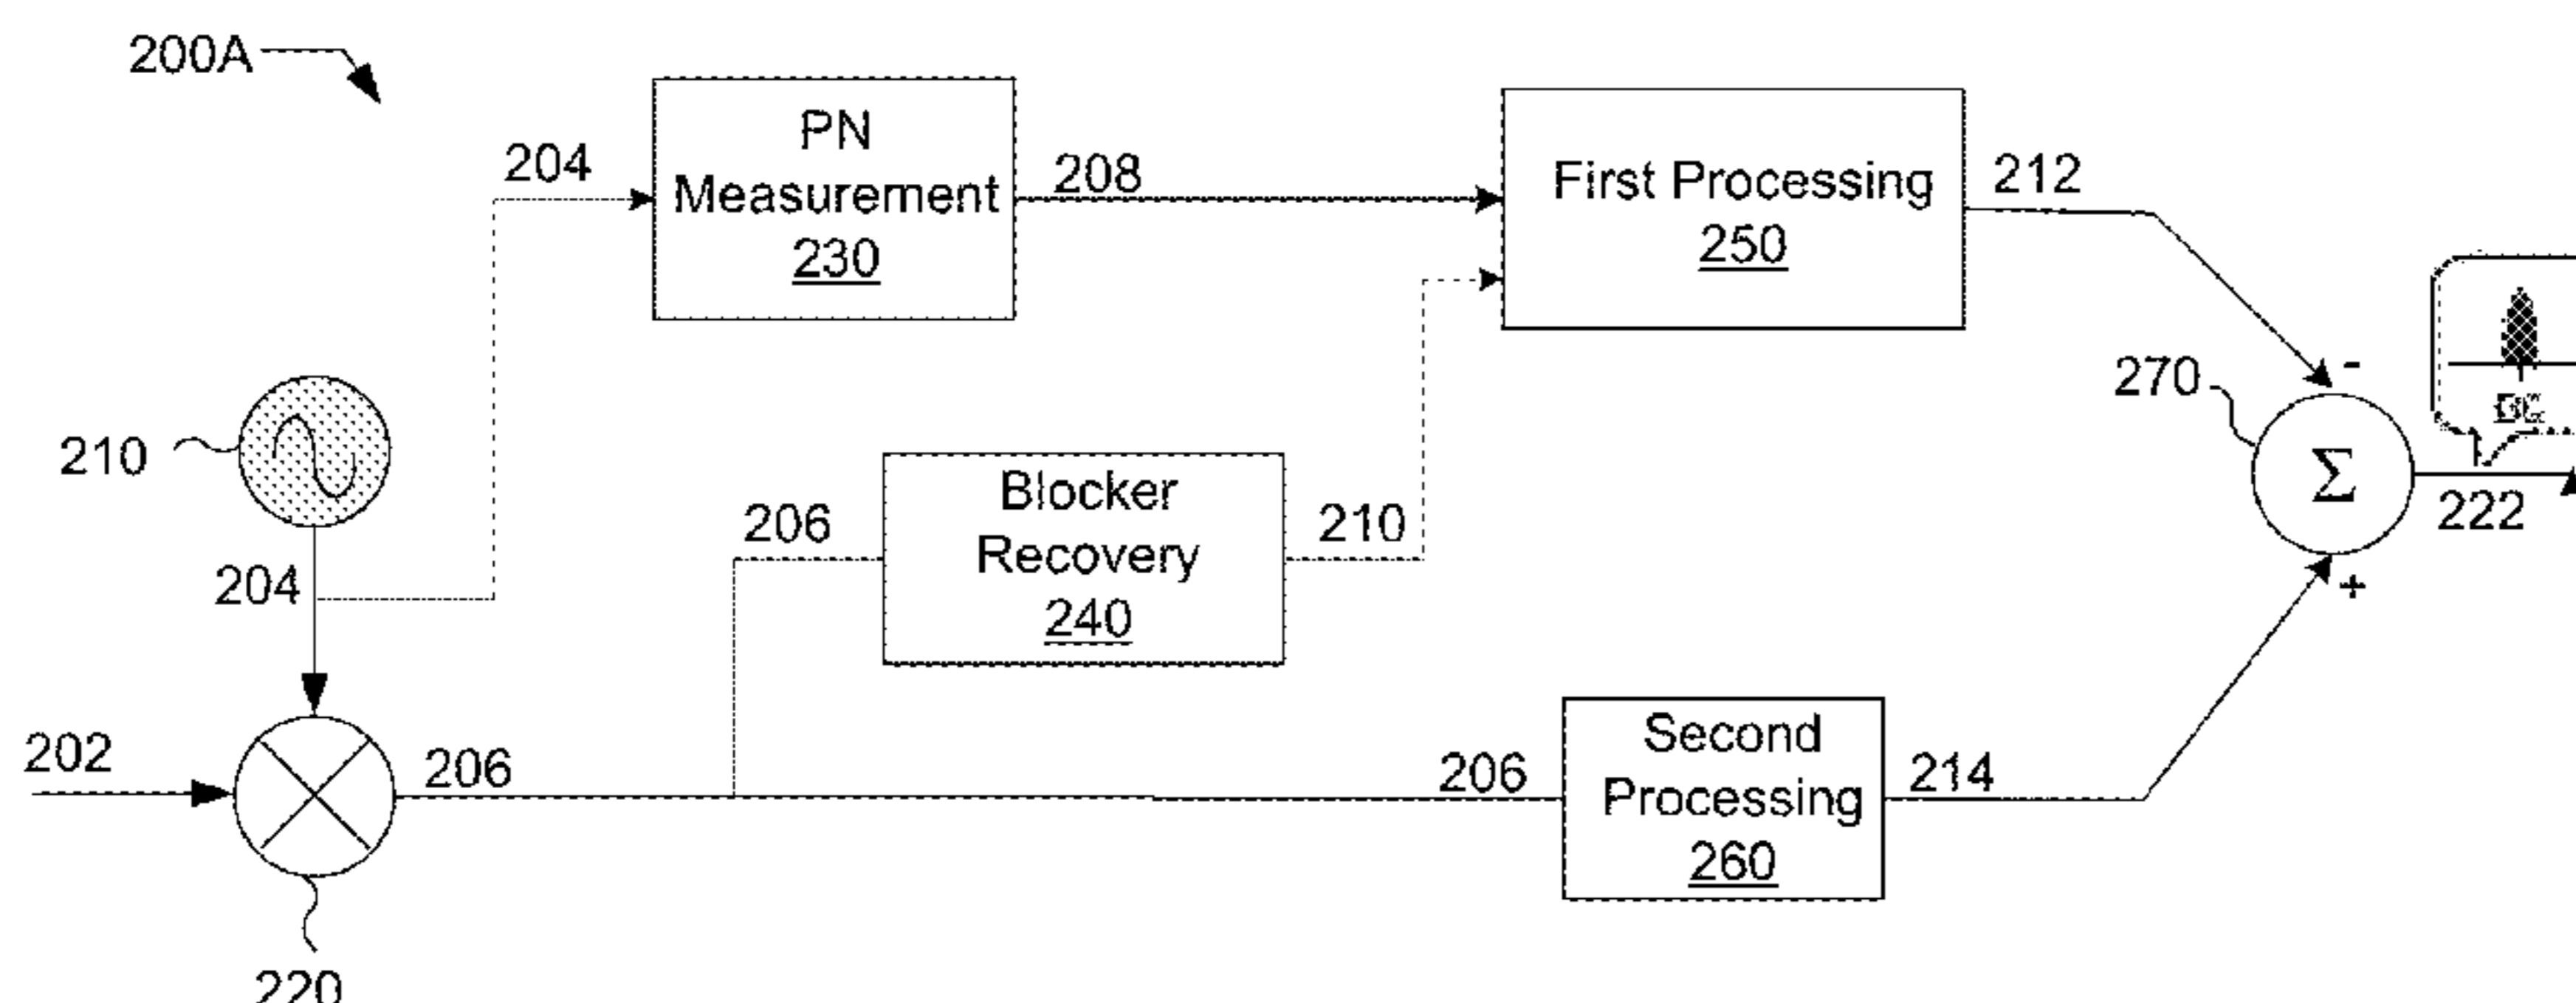 200A
204
PN
Measurement
230
208
First Processing
250
212
210
204
206
Blocker
Recovery
240
210
270
-
Σ
+
222
202
206
206
Second
Processing
260
214
220